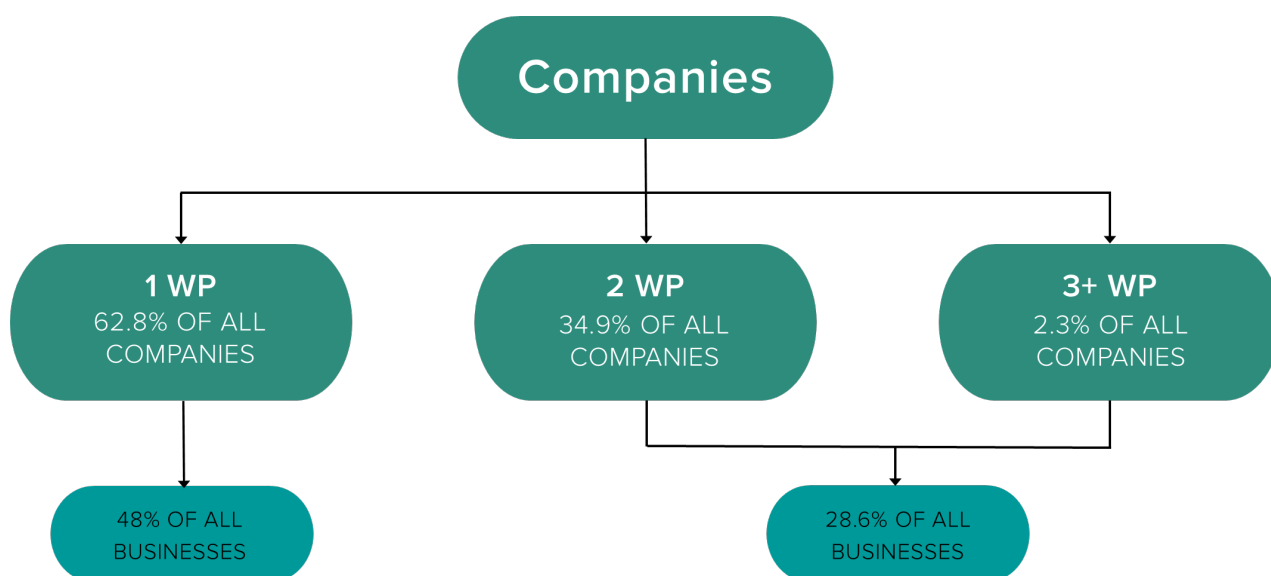 Companies
1 WP
62.8% OF ALL
COMPANIES
2 WP
34.9% OF ALL
COMPANIES
3+ WP
2.3% OF ALL
COMPANIES
48% OF ALL
BUSINESSES
28.6% OF ALL
BUSINESSES